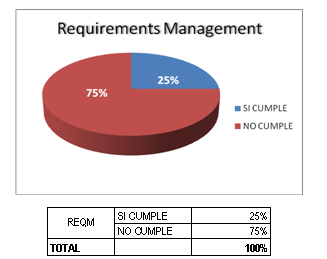 Requirements Management
25%
75%
SI CUMPLE
NO CUMPLE
REQM SI CUMPLE 25%
NO CUMPLE 75%
TOTAL 100%